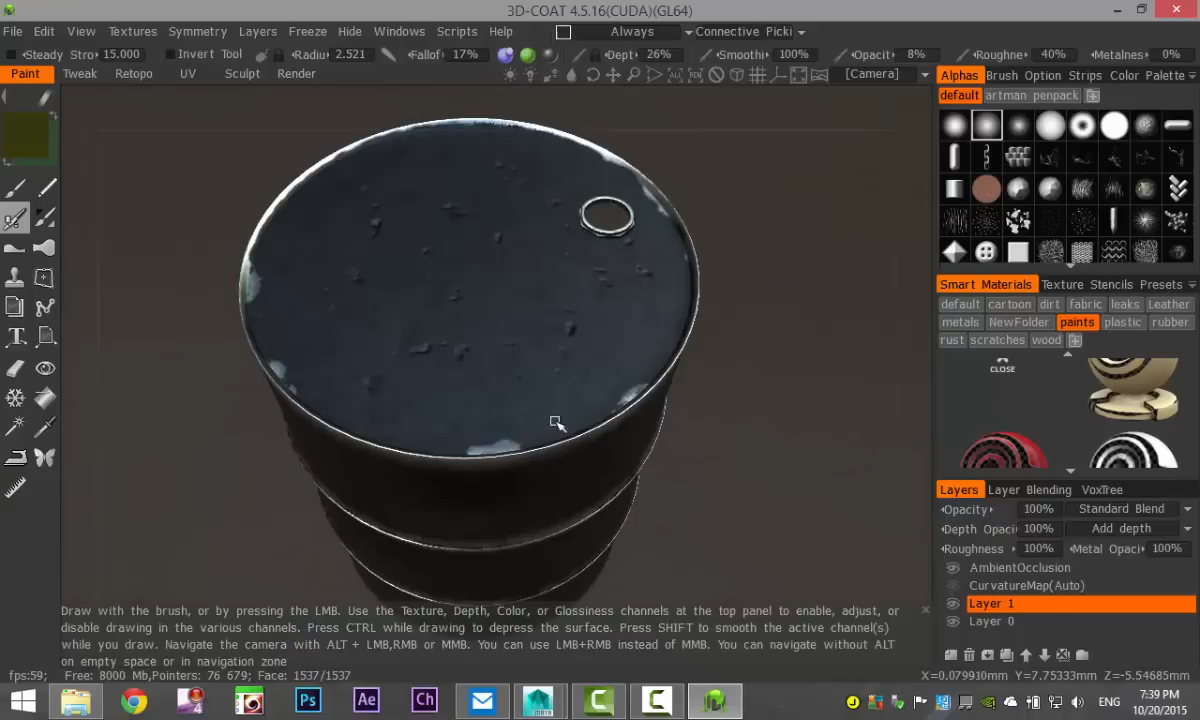 3D-COAT 4.5.16(CUDA)(GL64)
File Edit View Textures Symmetry Layers Freeze Hide Windows Scripts Help Always Connective Picki
Steady Stro 15.000 Invert Tool Radiu 2.521 Fallof 17% Dept 26% Smooth 100% Opacit 8% Roughne 40% Metalnes 0%
Paint Tweak Retopo UV Sculpt Render [Camera] Alphas Brush Option Strips Color Palette
default artman penpack
Smart Materials Texture Stencils Presets
default cartoon dirt fabric leaks Leather
metals NewFolder paints plastic rubber
rust scratches wood
CLOSE
Layers Layer Blending VoxTree
Opacity 100% Standard Blend
Depth Opaci 100% Add depth
Roughness 100% Metal Opaci 100%
AmbientOcclusion
CurvatureMap(Auto)
Layer 1
Layer 0
Draw with the brush, or by pressing the LMB. Use the Texture, Depth, Color, or Glossiness channels at the top panel to enable, adjust, or
disable drawing in the various channels. Press CTRL while drawing to depress the surface. Press SHIFT to smooth the active channel(s)
while you draw. Navigate the camera with ALT + LMB,RMB or MMB. You can use LMB+RMB instead of MMB. You can navigate without ALT
on empty space or in navigation zone
fps:59; Free: 8000 Mb,Pointers: 76 679; Face: 1537/1537 X=0.079910mm Y=7.75333mm Z=-5.54685mm
Ps Ae Ch MAYA ENG 7:39 PM
10/20/2015